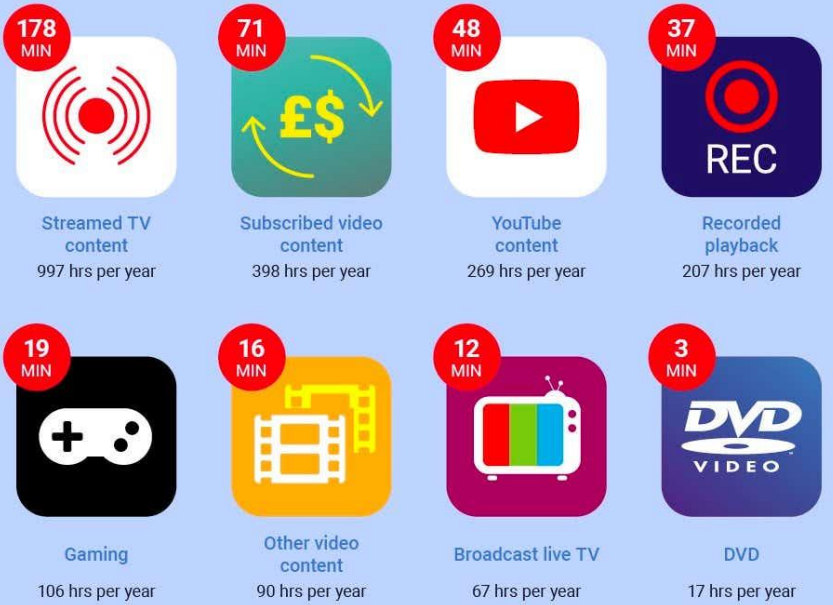 178
MIN
71
MIN
48
MIN
37
MIN
£$
REC
Streamed TV
content
997 hrs per year
Subscribed video
content
398 hrs per year
YouTube
content
269 hrs per year
Recorded
playback
207 hrs per year
19
MIN
16
MIN
12
MIN
3
MIN
DVD
VIDEO
Gaming
106 hrs per year
Other video
content
90 hrs per year
Broadcast live TV
67 hrs per year
DVD
17 hrs per year